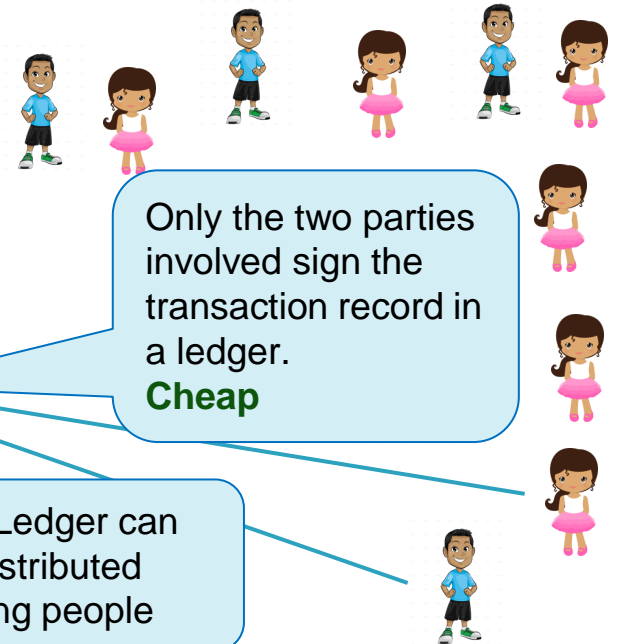 Only the two parties
involved sign the
transaction record in
a ledger.
Cheap
Ledger can
stributed
ng people